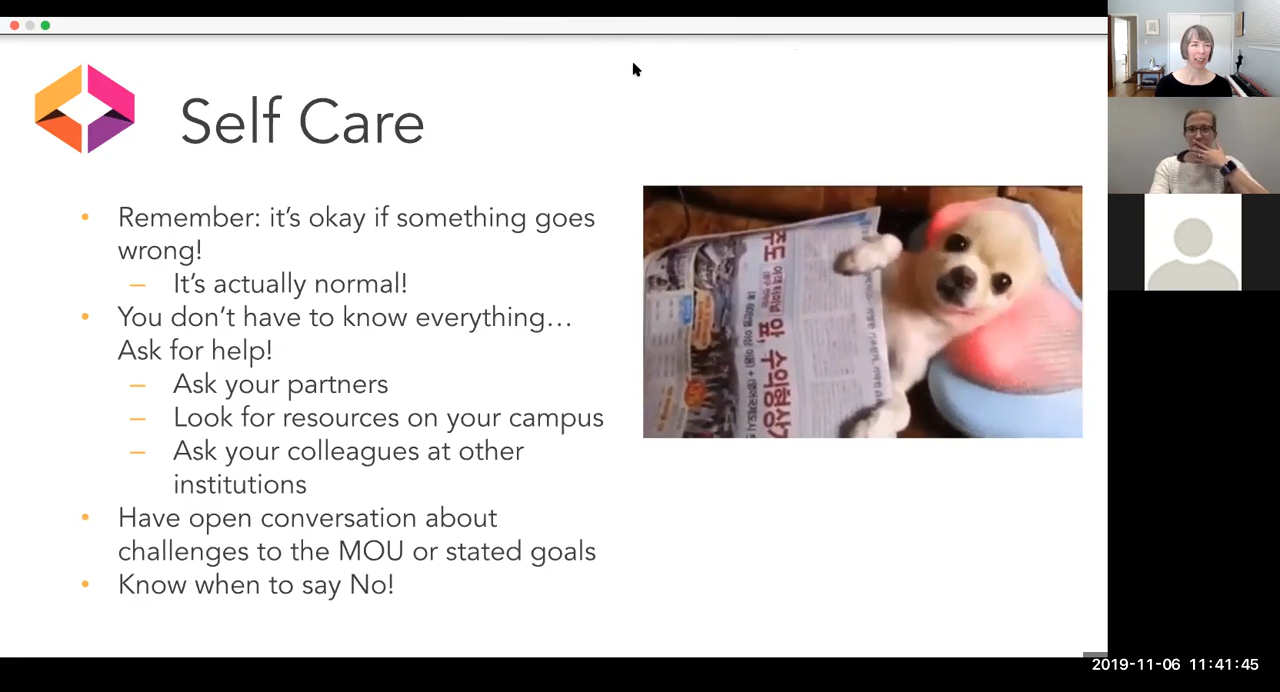 Self Care
• Remember: it’s okay if something goes
wrong!
– It’s actually normal!
• You don’t have to know everything…
Ask for help!
– Ask your partners
– Look for resources on your campus
– Ask your colleagues at other
institutions
• Have open conversation about
challenges to the MOU or stated goals
• Know when to say No!
2019-11-06 11:41:45